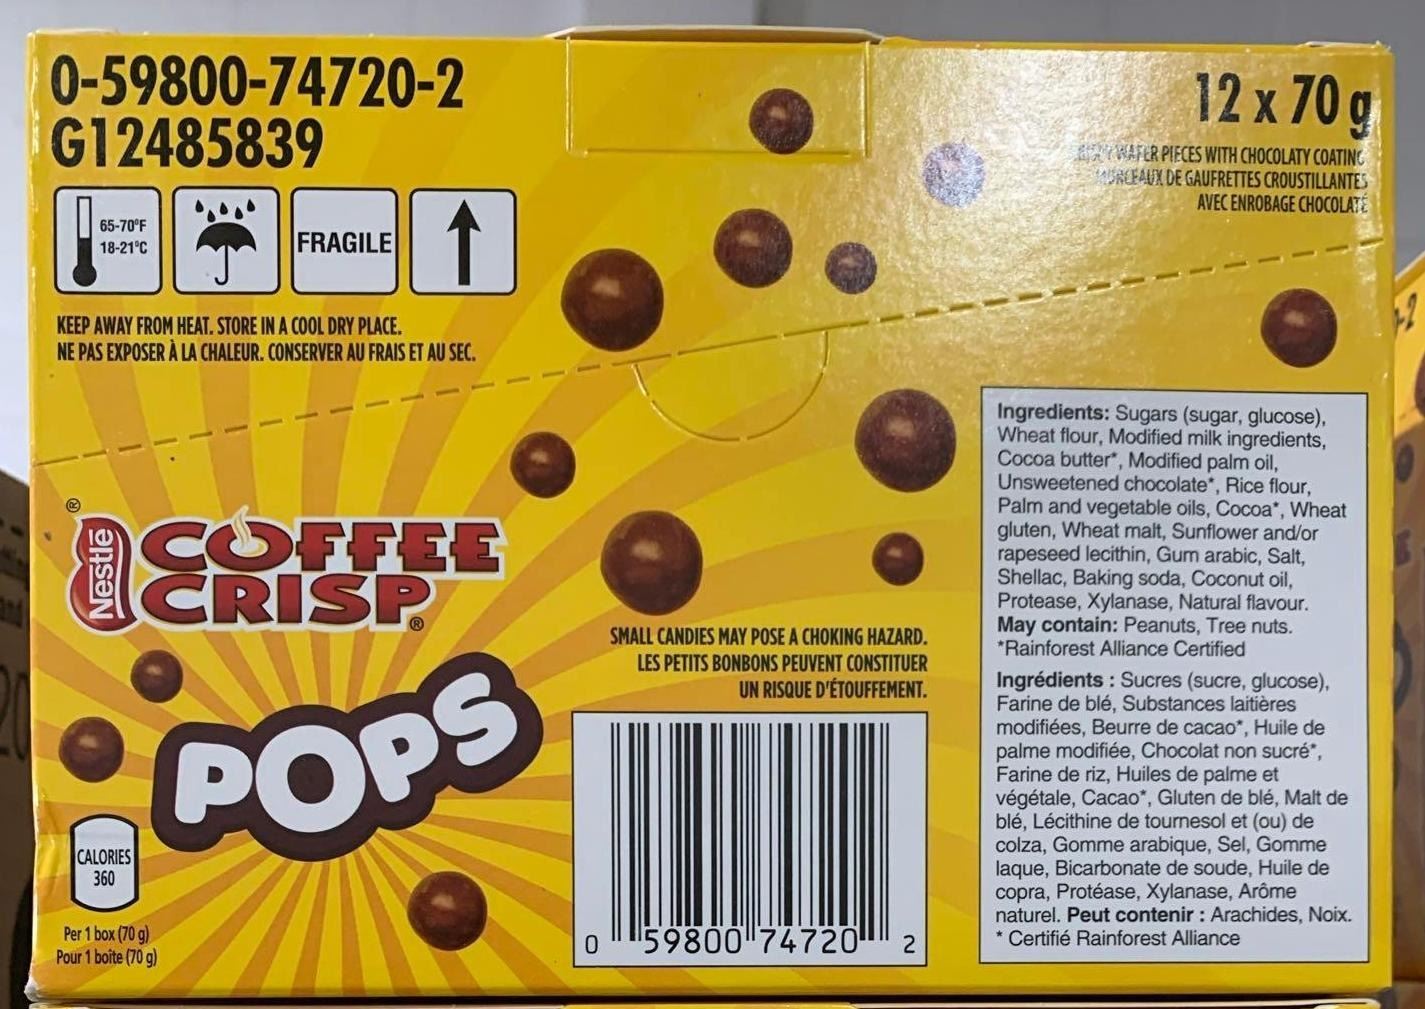 0-59800-74720-2
G12485839
65-70°F
18-21°C
FRAGILE
KEEP AWAY FROM HEAT. STORE IN A COOL DRY PLACE.
NE PAS EXPOSER À LA CHALEUR. CONSERVER AU FRAIS ET AU SEC.
12 x 70 g
CRISPY WAFER PIECES WITH CHOCOLATY COATING
MORCEAUX DE GAUFRETTES CROUSTILLANTES
AVEC ENROBAGE CHOCOLATÉ
Nestlé®
COFFEE
CRISP®
POPS
CALORIES
360
Per 1 box (70 g)
Pour 1 boîte (70 g)
SMALL CANDIES MAY POSE A CHOKING HAZARD.
LES PETITS BONBONS PEUVENT CONSTITUER
UN RISQUE D'ÉTOUFFEMENT.
0 59800 74720 2
Ingredients: Sugars (sugar, glucose),
Wheat flour, Modified milk ingredients,
Cocoa butter*, Modified palm oil,
Unsweetened chocolate*, Rice flour,
Palm and vegetable oils, Cocoa*, Wheat
gluten, Wheat malt, Sunflower and/or
rapeseed lecithin, Gum arabic, Salt,
Shellac, Baking soda, Coconut oil,
Protease, Xylanase, Natural flavour.
May contain: Peanuts, Tree nuts.
*Rainforest Alliance Certified
Ingrédients : Sucres (sucre, glucose),
Farine de blé, Substances laitières
modifiées, Beurre de cacao*, Huile de
palme modifiée, Chocolat non sucré*,
Farine de riz, Huiles de palme et
végétale, Cacao*, Gluten de blé, Malt de
blé, Lécithine de tournesol et (ou) de
colza, Gomme arabique, Sel, Gomme
laque, Bicarbonate de soude, Huile de
copra, Protéase, Xylanase, Arôme
naturel. Peut contenir : Arachides, Noix.
* Certifié Rainforest Alliance